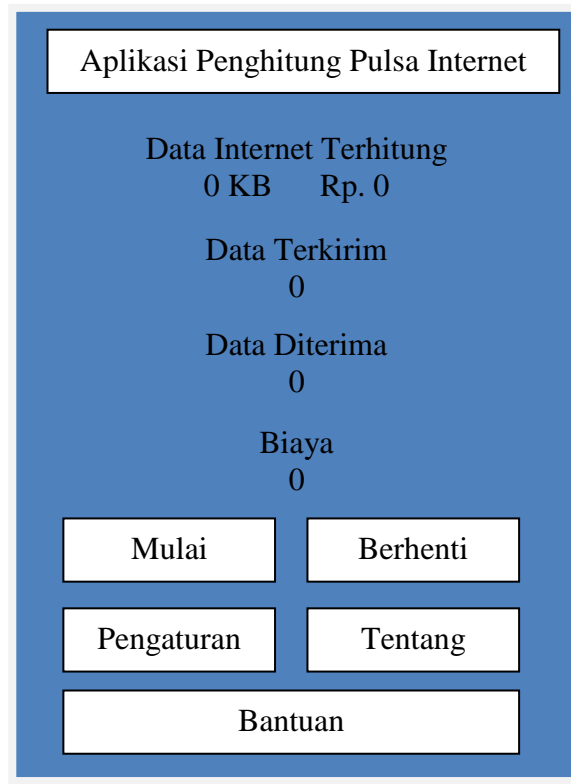 Aplikasi Penghitung Pulsa Internet
Data Internet Terhitung
0 KB Rp. 0
Data Terkirim
0
Data Diterima
0
Biaya
0
Mulai
Berhenti
Pengaturan
Tentang
Bantuan